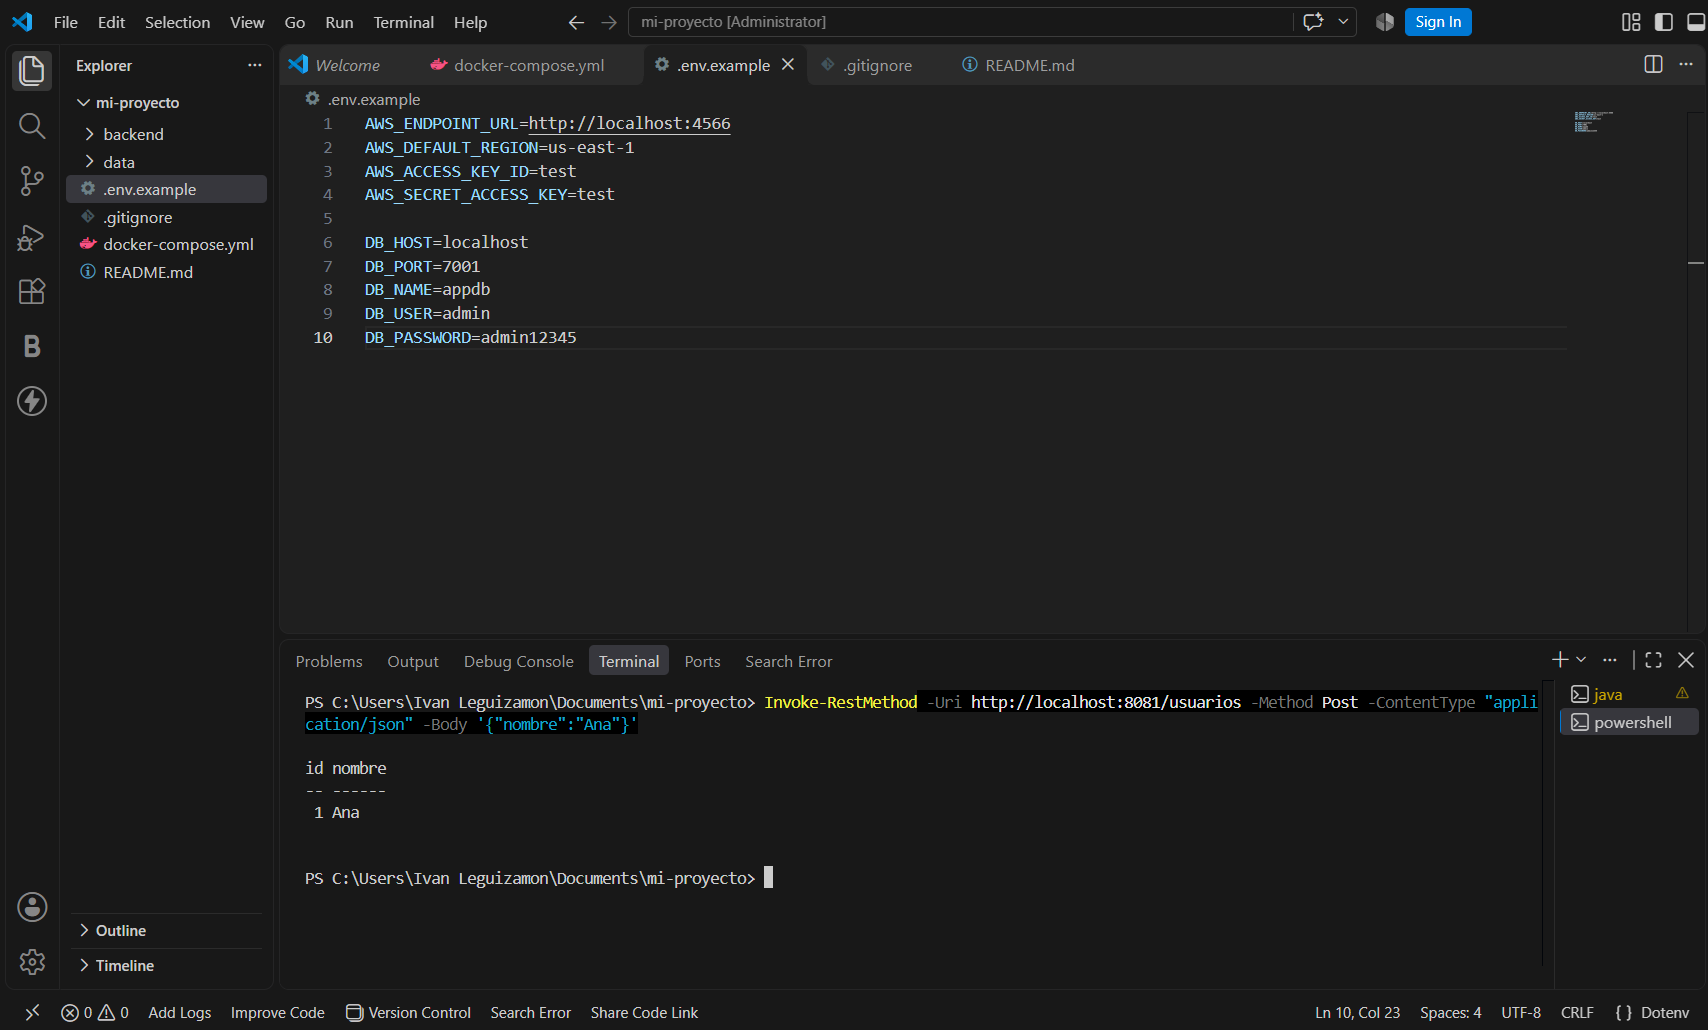 File Edit Selection View Go Run Terminal Help
mi-proyecto [Administrator]
Sign In
Explorer
Welcome
docker-compose.yml
.env.example
.gitignore
README.md
mi-proyecto
backend
data
.env.example
.gitignore
docker-compose.yml
README.md
.env.example
1 AWS_ENDPOINT_URL=http://localhost:4566
2 AWS_DEFAULT_REGION=us-east-1
3 AWS_ACCESS_KEY_ID=test
4 AWS_SECRET_ACCESS_KEY=test
5
6 DB_HOST=localhost
7 DB_PORT=7001
8 DB_NAME=appdb
9 DB_USER=admin
10 DB_PASSWORD=admin12345
Problems Output Debug Console Terminal Ports Search Error
PS C:\Users\Ivan Leguizamon\Documents\mi-proyecto> Invoke-RestMethod -Uri http://localhost:8081/usuarios -Method Post -ContentType "appli
cation/json" -Body '{"nombre":"Ana"}'
id nombre
-- ------
1 Ana
PS C:\Users\Ivan Leguizamon\Documents\mi-proyecto>
java
powershell
Outline
Timeline
0 0 Add Logs Improve Code Version Control Search Error Share Code Link
Ln 10, Col 23 Spaces: 4 UTF-8 CRLF { } Dotenv